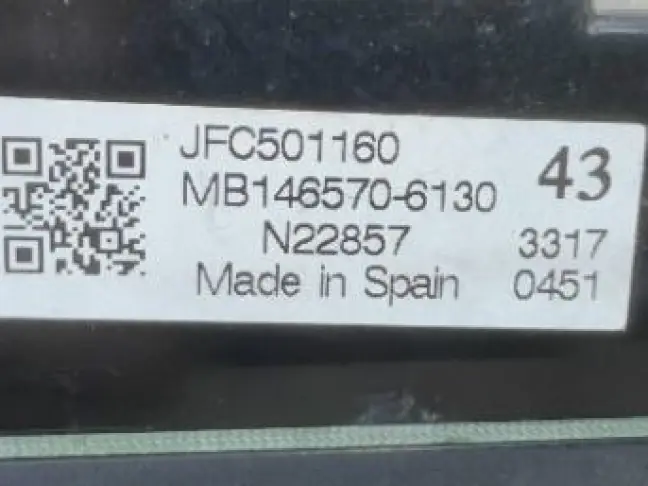 JFC501160
MB146570-6130
43
N22857
3317
Made in Spain
0451